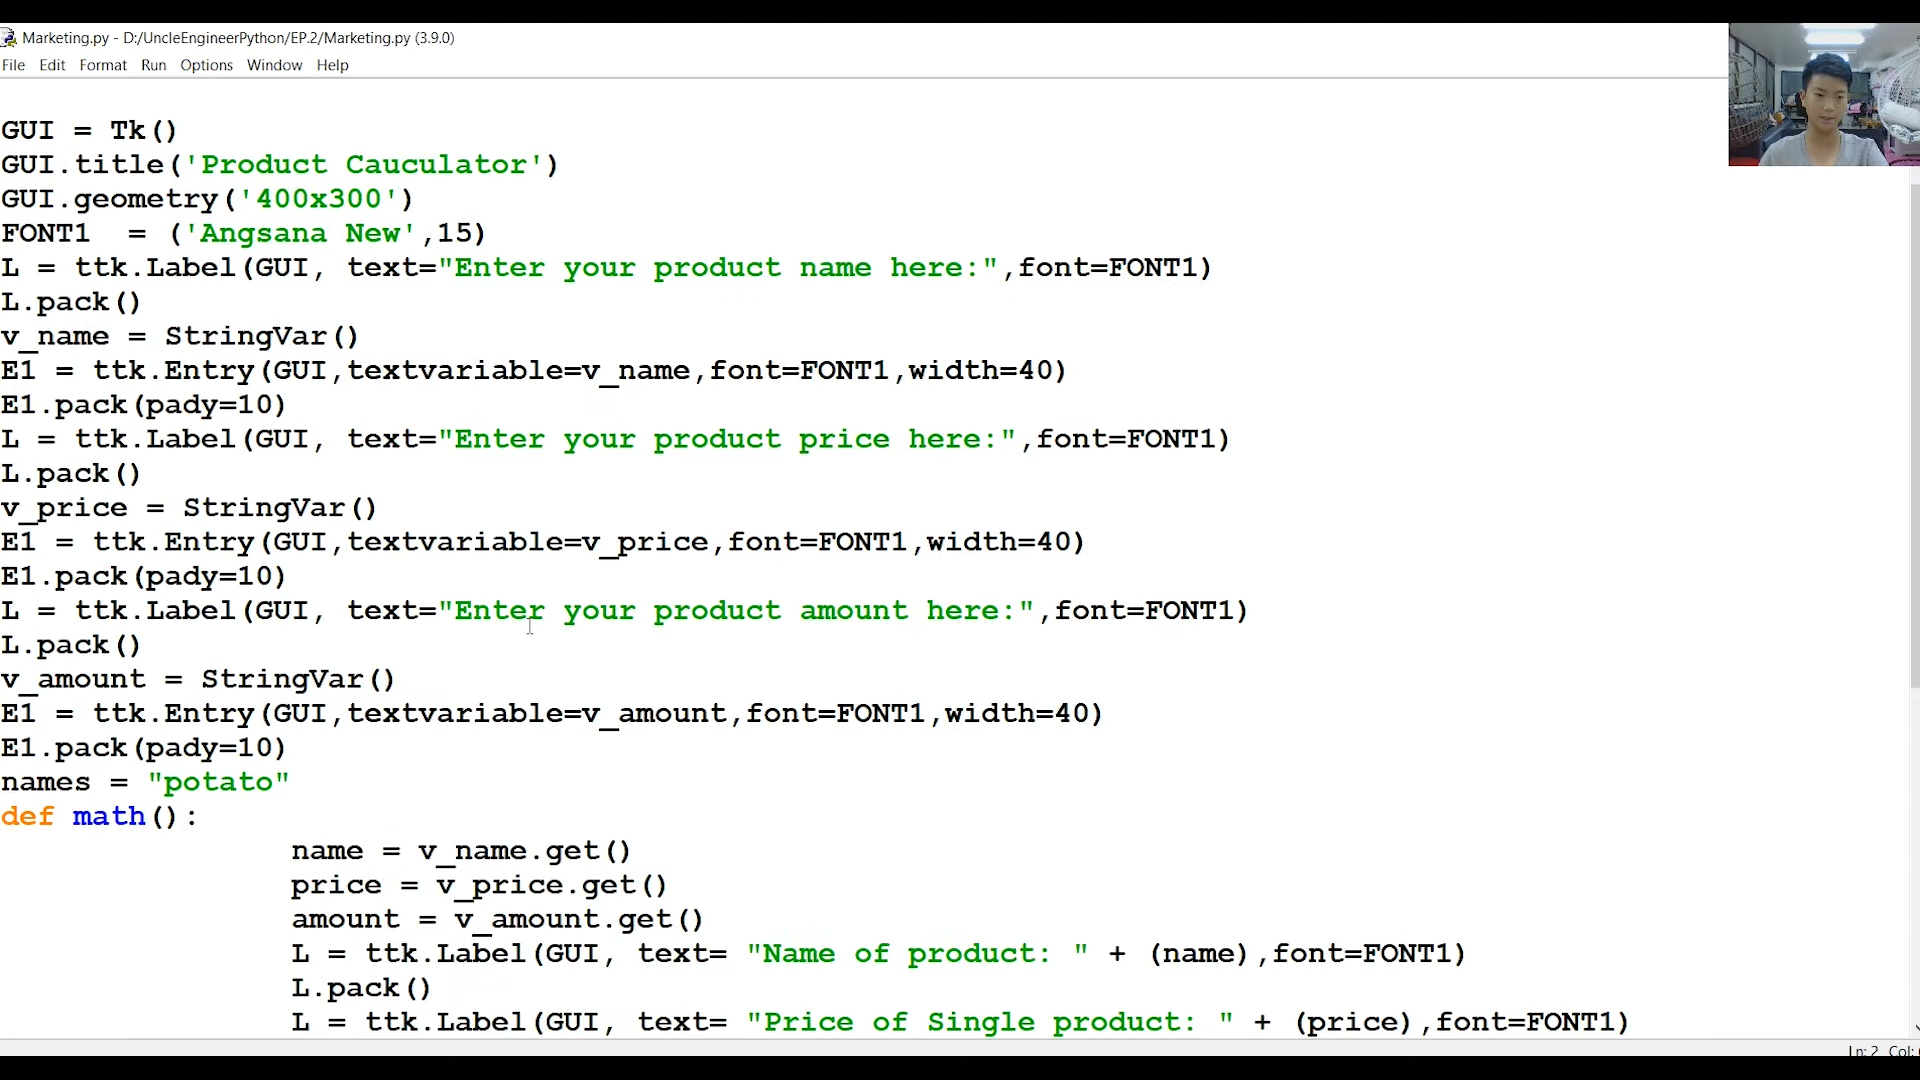 Marketing.py - D:/UncleEngineerPython/EP.2/Marketing.py (3.9.0)
File Edit Format Run Options Window Help
GUI = Tk()
GUI.title('Product Cauculator')
GUI.geometry('400x300')
FONT1  = ('Angsana New',15)
L = ttk.Label(GUI, text="Enter your product name here:",font=FONT1)
L.pack()
v_name = StringVar()
E1 = ttk.Entry(GUI,textvariable=v_name,font=FONT1,width=40)
E1.pack(pady=10)
L = ttk.Label(GUI, text="Enter your product price here:",font=FONT1)
L.pack()
v_price = StringVar()
E1 = ttk.Entry(GUI,textvariable=v_price,font=FONT1,width=40)
E1.pack(pady=10)
L = ttk.Label(GUI, text="Enter your product amount here:",font=FONT1)
L.pack()
v_amount = StringVar()
E1 = ttk.Entry(GUI,textvariable=v_amount,font=FONT1,width=40)
E1.pack(pady=10)
names = "potato"
def math():
                name = v_name.get()
                price = v_price.get()
                amount = v_amount.get()
                L = ttk.Label(GUI, text= "Name of product: " + (name),font=FONT1)
                L.pack()
                L = ttk.Label(GUI, text= "Price of Single product: " + (price),font=FONT1)
Ln: 2 Col: